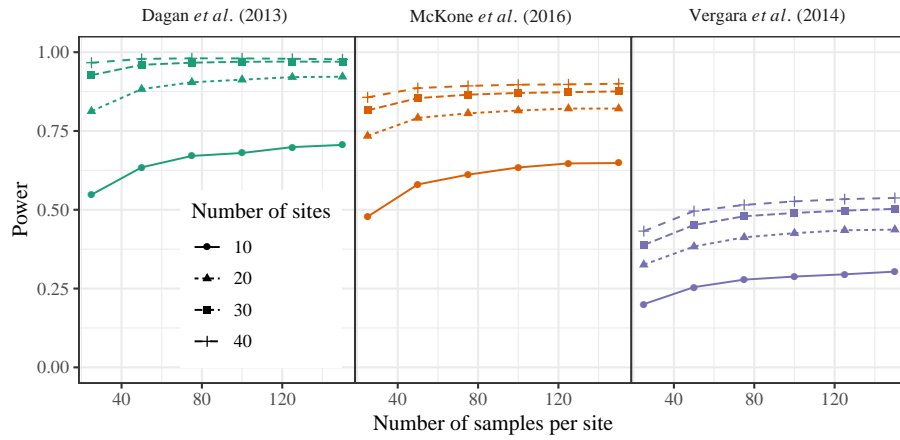 Dagan et al. (2013) McKone et al. (2016) Vergara et al. (2014)
1.00
0.75
0.50
0.25
0.00
Power
Number of sites
10
20
30
40
40 80 120 40 80 120 40 80 120
Number of samples per site